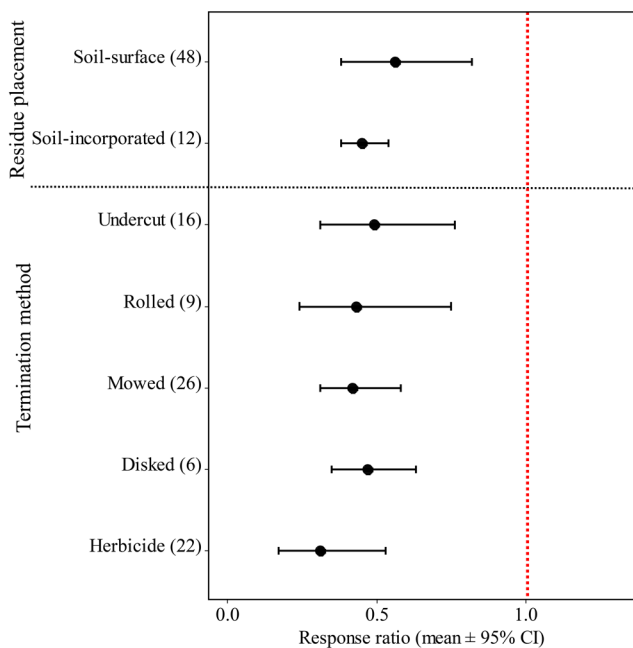 Residue placement
Soil-surface (48)
Soil-incorporated (12)
Termination method
Undercut (16)
Rolled (9)
Mowed (26)
Disked (6)
Herbicide (22)
0.0 0.5 1.0
Response ratio (mean ± 95% CI)